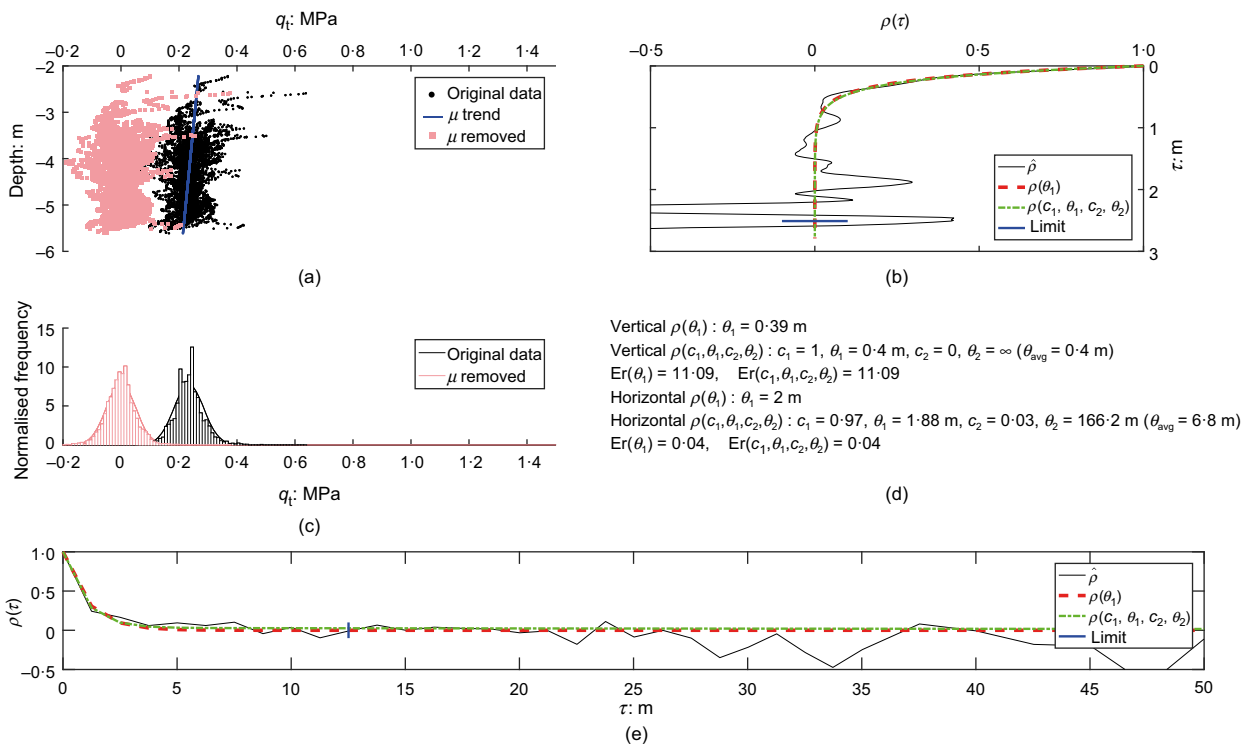 q_t: MPa
–0·2 0 0·2 0·4 0·6 0·8 1·0 1·2 1·4
–2
–3
–4
–5
–6
Depth: m
Original data
μ trend
μ removed
(a)
ρ(τ)
–0·5 0 0·5 1·0
0
1
2
3
τ: m
ρ̂
ρ(θ₁)
ρ(c₁, θ₁, c₂, θ₂)
Limit
(b)
Normalised frequency
15
10
5
0
Original data
μ removed
–0·2 0 0·2 0·4 0·6 0·8 1·0 1·2 1·4
q_t: MPa
(c)
Vertical ρ(θ₁) : θ₁ = 0·39 m
Vertical ρ(c₁,θ₁,c₂,θ₂) : c₁ = 1, θ₁ = 0·4 m, c₂ = 0, θ₂ = ∞ (θ_avg = 0·4 m)
Er(θ₁) = 11·09, Er(c₁,θ₁,c₂,θ₂) = 11·09
Horizontal ρ(θ₁) : θ₁ = 2 m
Horizontal ρ(c₁,θ₁,c₂,θ₂) : c₁ = 0·97, θ₁ = 1·88 m, c₂ = 0·03, θ₂ = 166·2 m (θ_avg = 6·8 m)
Er(θ₁) = 0·04, Er(c₁,θ₁,c₂,θ₂) = 0·04
(d)
1·0
0·5
0
–0·5
ρ(τ)
ρ̂
ρ(θ₁)
ρ(c₁, θ₁, c₂, θ₂)
Limit
0 5 10 15 20 25 30 35 40 45 50
τ: m
(e)